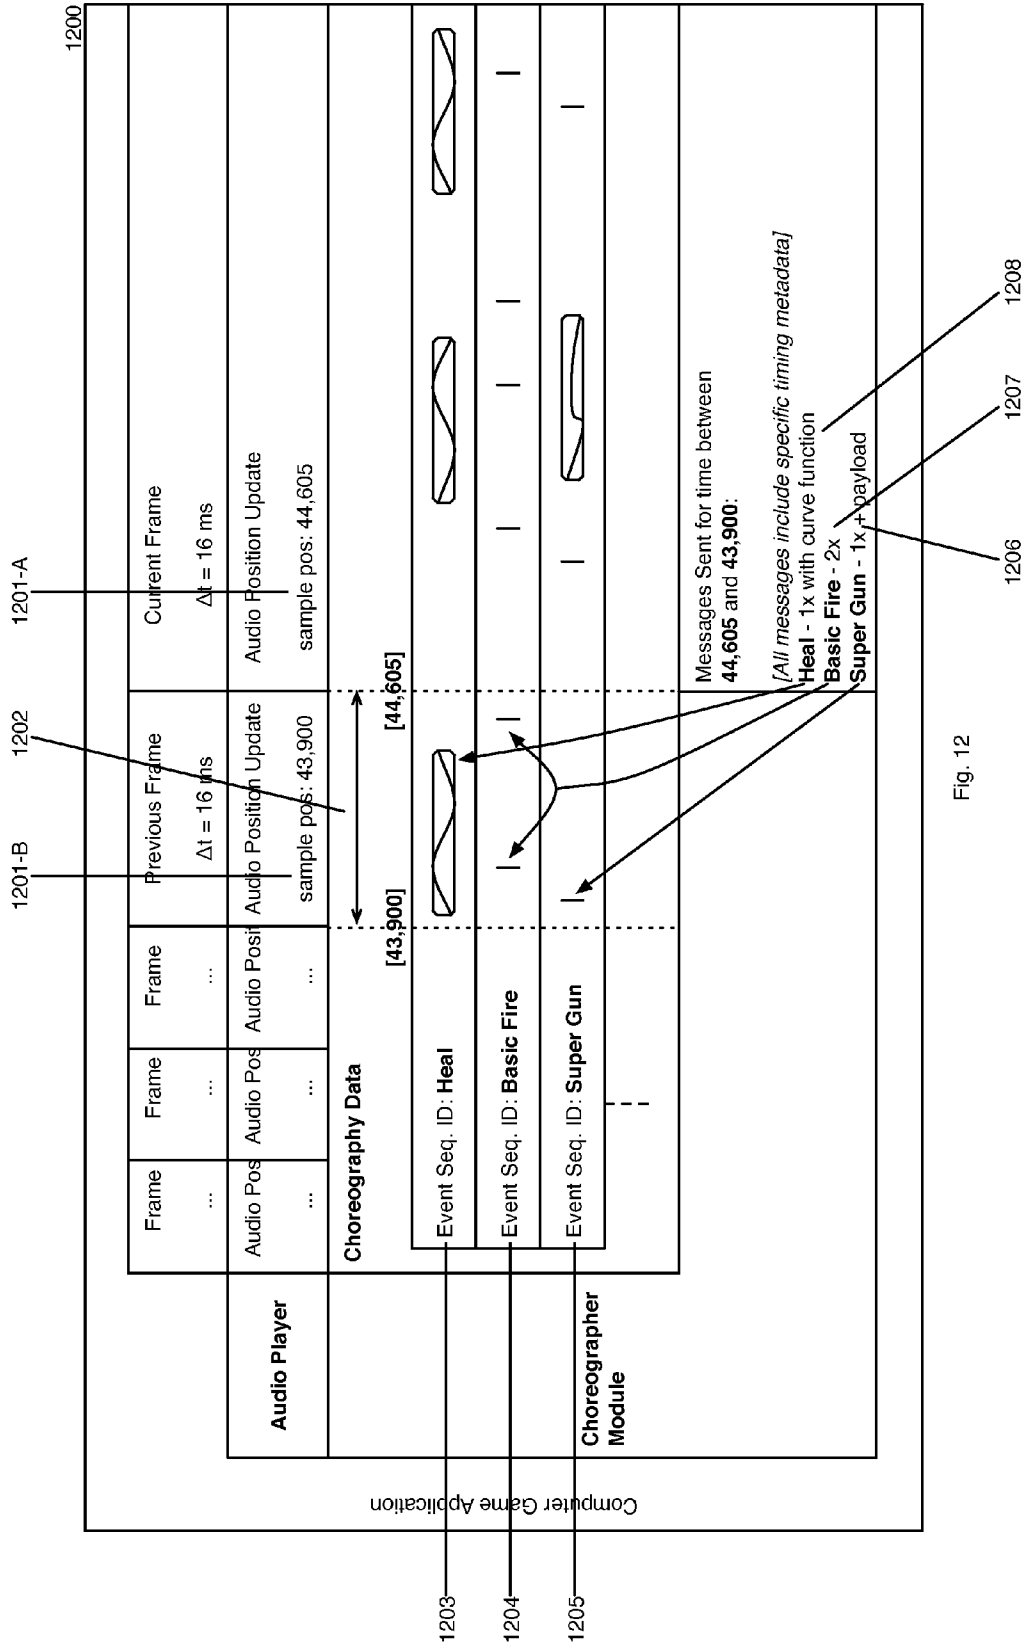 1200
1201-A
1202
1201-B
Frame
...
Frame
...
Frame
...
Previous Frame
Δt = 16 ms
Current Frame
Δt = 16 ms
Audio Player
Audio Pos
...
Audio Pos
...
Audio Posit
...
Audio Position Update
sample pos: 43,900
Audio Position Update
sample pos: 44,605
Choreography Data
[43,900]
[44,605]
Event Seq. ID: Heal
Event Seq. ID: Basic Fire
Event Seq. ID: Super Gun
Choreographer
Module
Messages Sent for time between
44,605 and 43,900:
[All messages include specific timing metadata]
Heal - 1x with curve function
Basic Fire - 2x
Super Gun - 1x + payload
Computer Game Application
1203
1204
1205
1206
1207
1208
Fig. 12